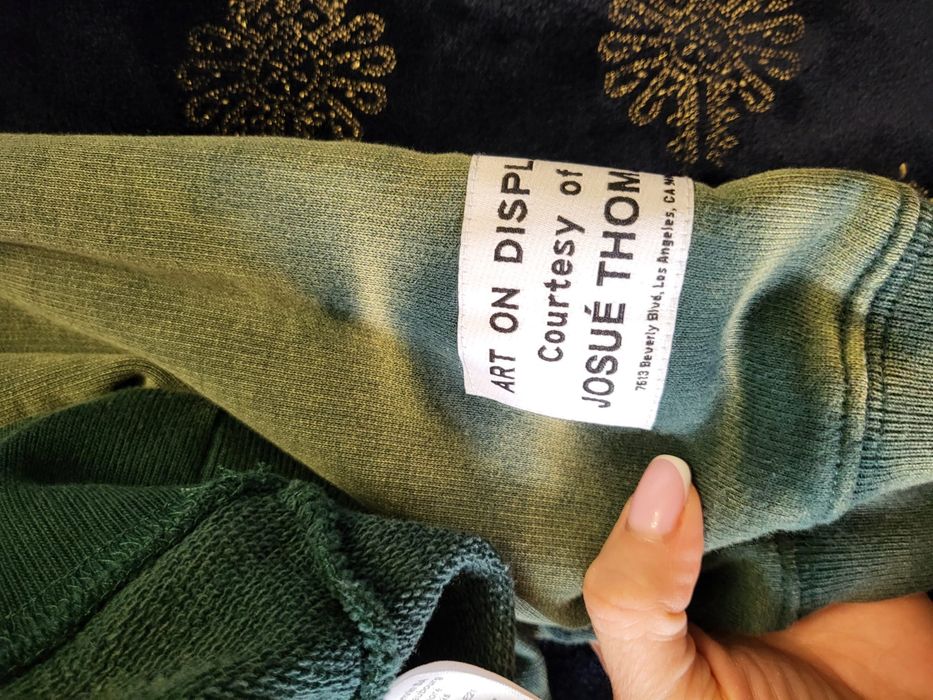 ART ON DISPL
Courtesy of
JOSUÉ THOM
7613 Beverly Blvd, Los Angeles, CA